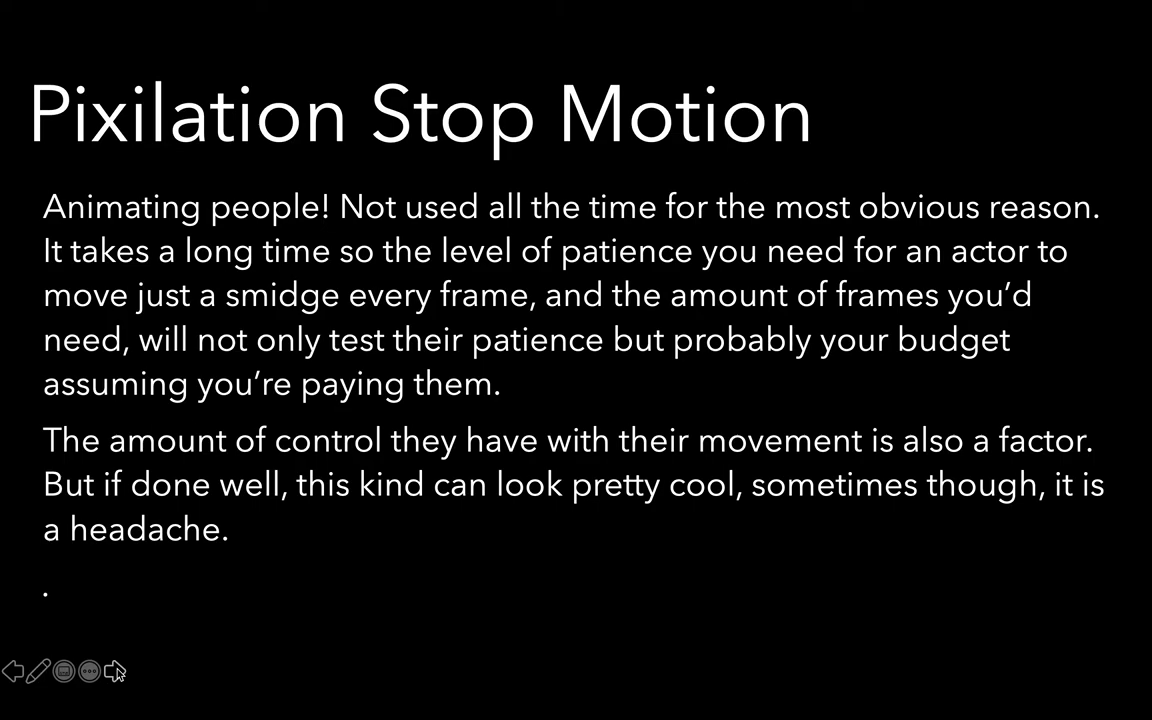 Pixilation Stop Motion
Animating people! Not used all the time for the most obvious reason.
It takes a long time so the level of patience you need for an actor to
move just a smidge every frame, and the amount of frames you’d
need, will not only test their patience but probably your budget
assuming you’re paying them.
The amount of control they have with their movement is also a factor.
But if done well, this kind can look pretty cool, sometimes though, it is
a headache.
.